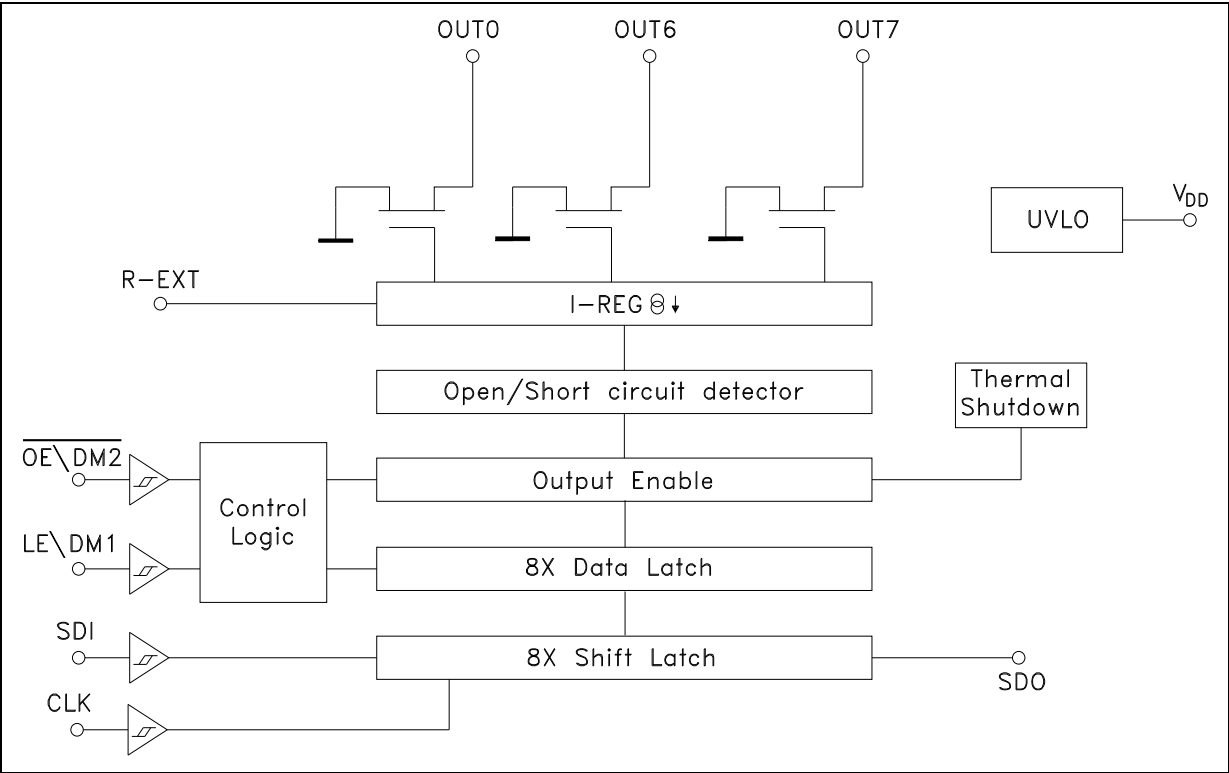 OUT0 OUT6 OUT7
VDD
UVLO
R-EXT
I-REG
Open/Short circuit detector
Thermal
Shutdown
OE\DM2
Output Enable
Control
Logic
LE\DM1
8X Data Latch
SDI
8X Shift Latch
SDO
CLK